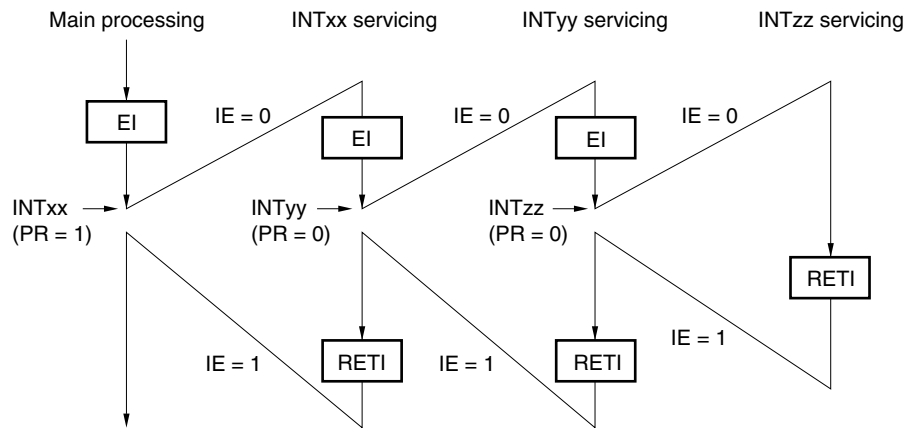 Main processing
INTxx servicing
INTyy servicing
INTzz servicing
EI
IE = 0
EI
IE = 0
EI
IE = 0
INTxx
(PR = 1)
INTyy
(PR = 0)
INTzz
(PR = 0)
RETI
IE = 1
RETI
IE = 1
RETI
IE = 1